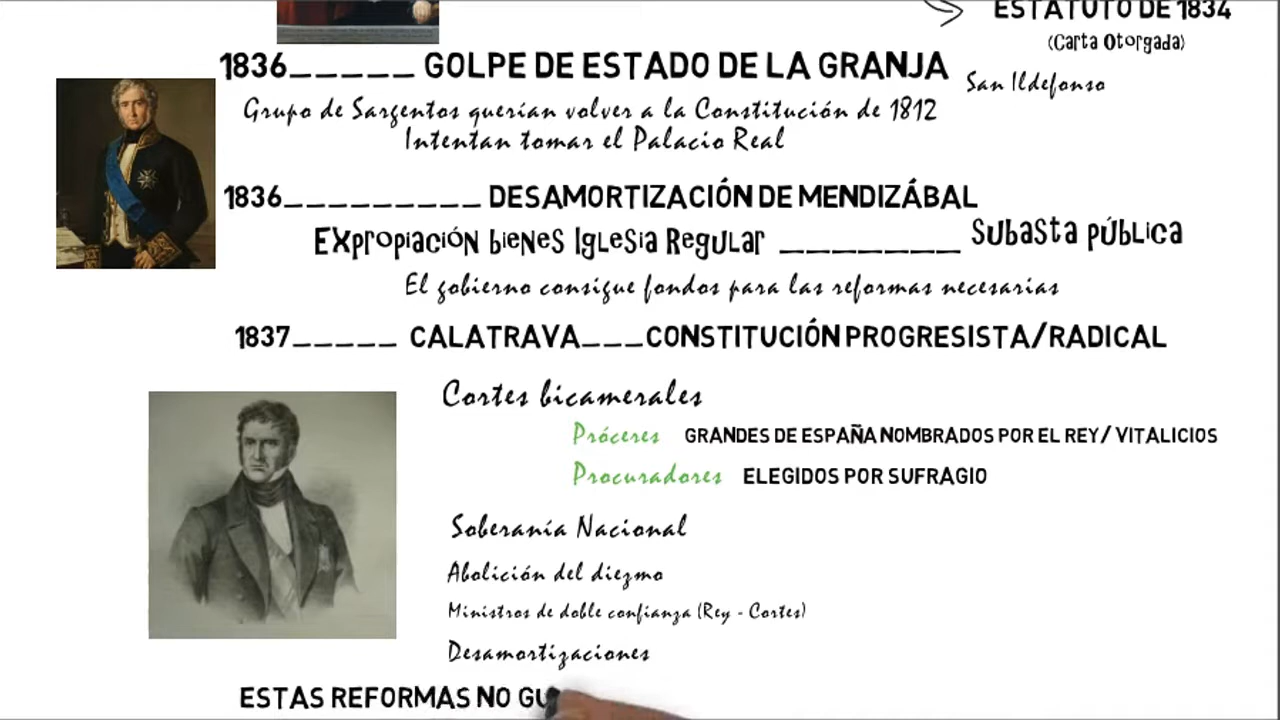 ESTATUTO DE 1834
(Carta Otorgada)
1836_____ GOLPE DE ESTADO DE LA GRANJA
San Ildefonso
Grupo de Sargentos querían volver a la Constitución de 1812
Intentan tomar el Palacio Real
1836_________ DESAMORTIZACIÓN DE MENDIZÁBAL
EXpropiación biENES IglESia REgular _______ Subasta pública
El gobierno consigue fondos para las reformas necesarias
1837_____ CALATRAVA___CONSTITUCIÓN PROGRESISTA/RADICAL
Cortes bicamerales
Próceres GRANDES DE ESPAÑA NOMBRADOS POR EL REY/ VITALICIOS
Procuradores ELEGIDOS POR SUFRAGIO
Soberanía Nacional
Abolición del diezmo
Ministros de doble confianza (Rey - Cortes)
Desamortizaciones
ESTAS REFORMAS NO GU